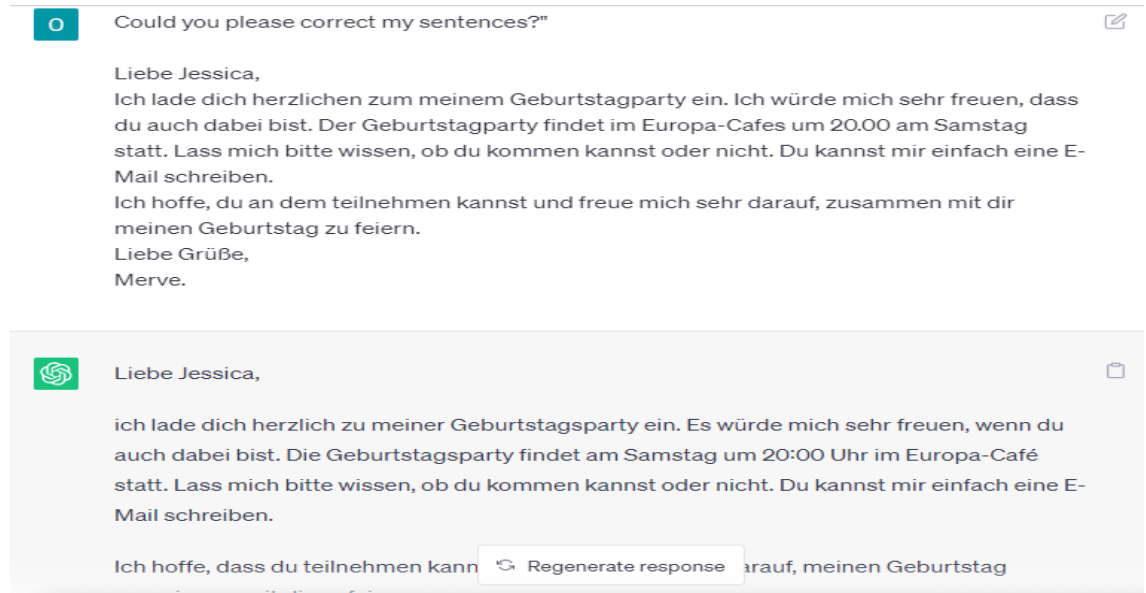 O
Could you please correct my sentences?"
Liebe Jessica,
Ich lade dich herzlichen zum meinem Geburtstagparty ein. Ich würde mich sehr freuen, dass
du auch dabei bist. Der Geburtstagparty findet im Europa-Cafes um 20.00 am Samstag
statt. Lass mich bitte wissen, ob du kommen kannst oder nicht. Du kannst mir einfach eine E-
Mail schreiben.
Ich hoffe, du an dem teilnehmen kannst und freue mich sehr darauf, zusammen mit dir
meinen Geburtstag zu feiern.
Liebe Grüße,
Merve.
Liebe Jessica,
ich lade dich herzlich zu meiner Geburtstagsparty ein. Es würde mich sehr freuen, wenn du
auch dabei bist. Die Geburtstagsparty findet am Samstag um 20:00 Uhr im Europa-Café
statt. Lass mich bitte wissen, ob du kommen kannst oder nicht. Du kannst mir einfach eine E-
Mail schreiben.
Ich hoffe, dass du teilnehmen kann Regenerate response arauf, meinen Geburtstag